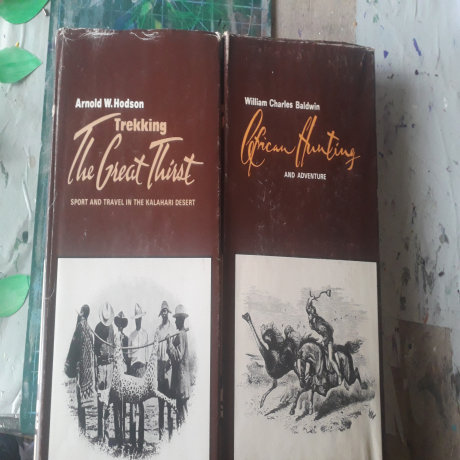 Arnold W. Hodson
Trekking
The Great Thirst
SPORT AND TRAVEL IN THE KALAHARI DESERT
William Charles Baldwin
African Hunting
AND ADVENTURE